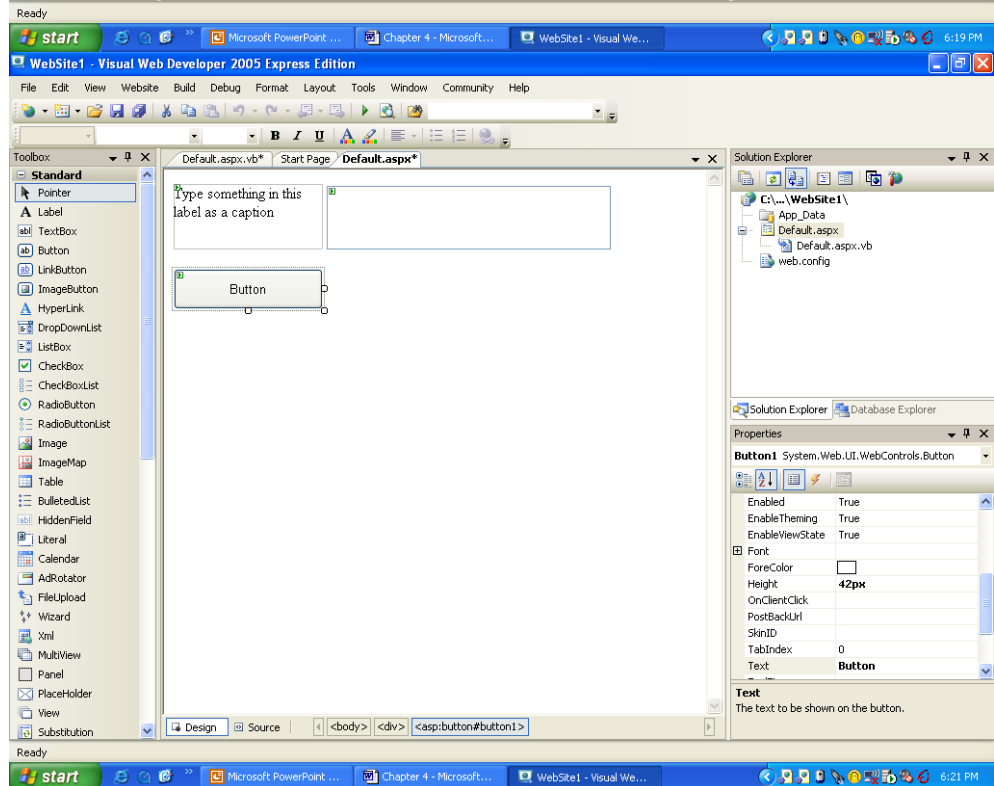 Ready
start
Microsoft PowerPoint ...
Chapter 4 - Microsoft...
WebSite1 - Visual We...
6:19 PM
WebSite1 - Visual Web Developer 2005 Express Edition
File Edit View Website Build Debug Format Layout Tools Window Community Help
B I U A
Toolbox
Standard
Pointer
A Label
abl TextBox
ab Button
ab LinkButton
ImageButton
A HyperLink
DropDownList
ListBox
CheckBox
CheckBoxList
RadioButton
RadioButtonList
Image
ImageMap
Table
BulletedList
abl HiddenField
Literal
Calendar
AdRotator
FileUpload
Wizard
Xml
MultiView
Panel
PlaceHolder
View
Substitution
Default.aspx.vb* Start Page Default.aspx*
Type something in this
label as a caption
Button
Design Source <body> <div> <asp:button#button1>
Solution Explorer
C:\...\WebSite1\
App_Data
Default.aspx
Default.aspx.vb
web.config
Solution Explorer Database Explorer
Properties
Button1 System.Web.UI.WebControls.Button
Enabled True
EnableTheming True
EnableViewState True
Font
ForeColor
Height 42px
OnClientClick
PostBackUrl
SkinID
TabIndex 0
Text Button
Text
The text to be shown on the button.
Ready
start
Microsoft PowerPoint ...
Chapter 4 - Microsoft...
WebSite1 - Visual We...
6:21 PM